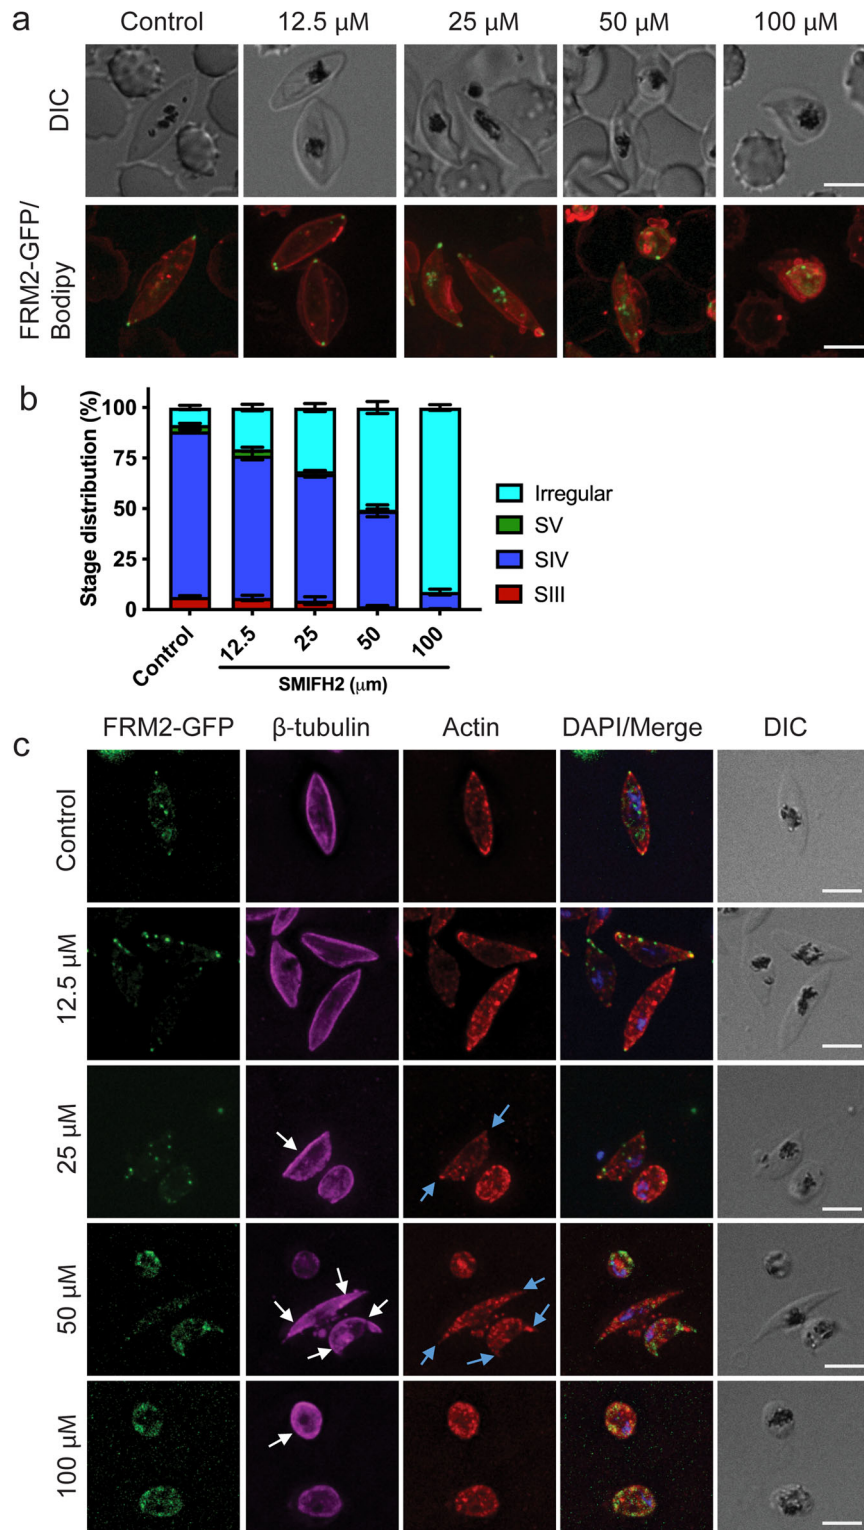 a
Control 12.5 µM 25 µM 50 µM 100 µM
DIC
FRM2-GFP/
Bodipy
b
Stage distribution (%)
100
75
50
25
0
Control 12.5 25 50 100
SMIFH2 (µm)
Irregular
SV
SIV
SIII
c
FRM2-GFP β-tubulin Actin DAPI/Merge DIC
Control
12.5 µM
25 µM
50 µM
100 µM